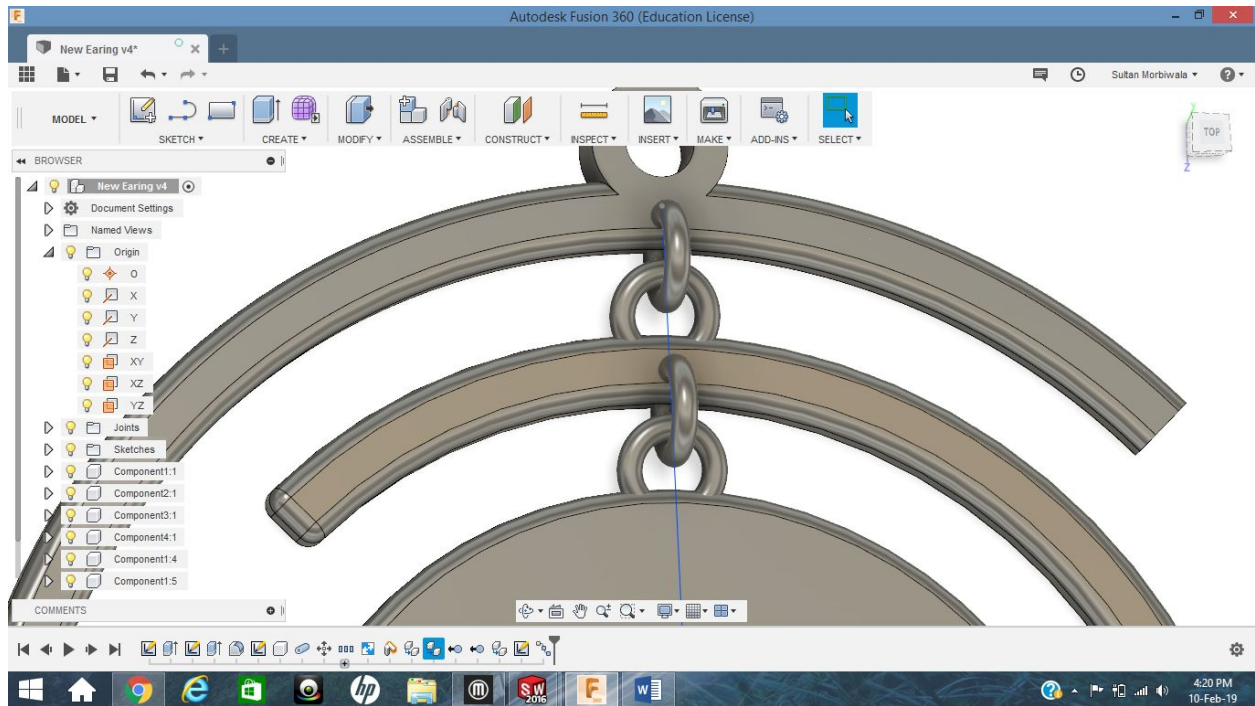 Autodesk Fusion 360 (Education License)
New Earing v4*
Sultan Morbiwala
MODEL
SKETCH CREATE MODIFY ASSEMBLE CONSTRUCT INSPECT INSERT MAKE ADD-INS SELECT
TOP
BROWSER
New Earing v4
Document Settings
Named Views
Origin
O
X
Y
Z
XY
XZ
YZ
Joints
Sketches
Component1:1
Component2:1
Component3:1
Component4:1
Component1:4
Component1:5
COMMENTS
4:20 PM
10-Feb-19